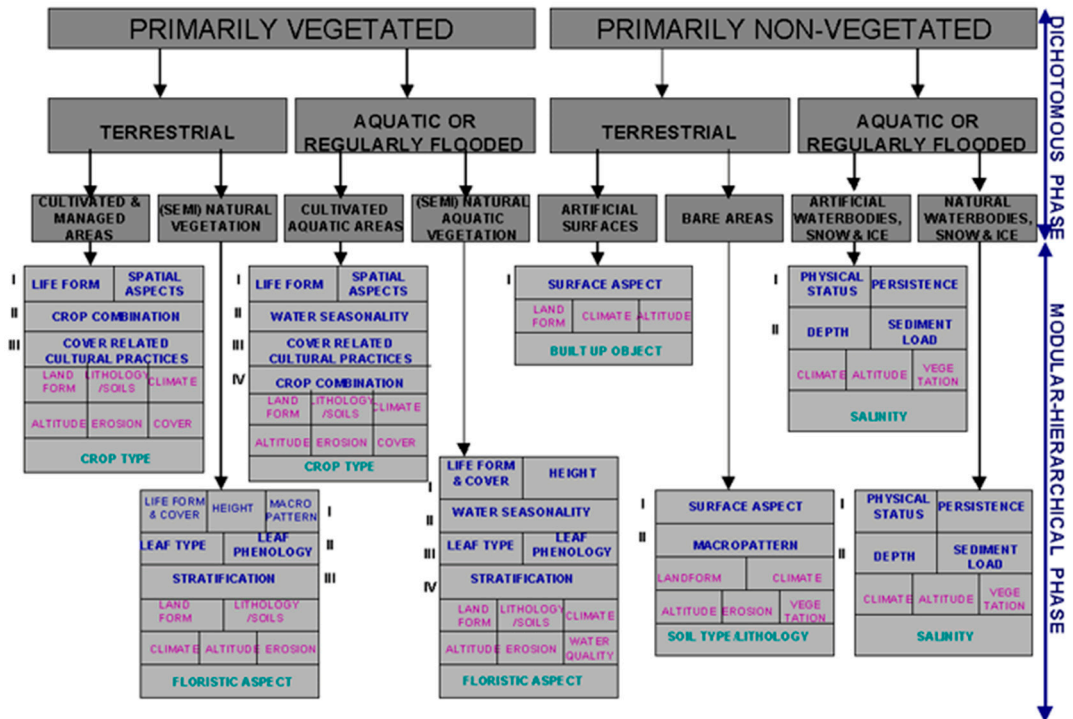 PRIMARILY VEGETATED
PRIMARILY NON-VEGETATED
DICHOTOMOUS PHASE
TERRESTRIAL
AQUATIC OR
REGULARLY FLOODED
TERRESTRIAL
AQUATIC OR
REGULARLY FLOODED
CULTIVATED &
MANAGED
AREAS
(SEMI) NATURAL
VEGETATION
CULTIVATED
AQUATIC AREAS
(SEMI) NATURAL
AQUATIC
VEGETATION
ARTIFICIAL
SURFACES
BARE AREAS
ARTIFICIAL
WATERBODIES,
SNOW & ICE
NATURAL
WATERBODIES,
SNOW & ICE
MODULAR-HIERARCHICAL PHASE
I
LIFE FORM
SPATIAL
ASPECTS
II
CROP COMBINATION
III
COVER RELATED
CULTURAL PRACTICES
LAND
FORM
LITHOLOGY
/SOILS
CLIMATE
ALTITUDE
EROSION
COVER
CROP TYPE
I
LIFE FORM
SPATIAL
ASPECTS
II
WATER SEASONALITY
III
COVER RELATED
CULTURAL PRACTICES
IV
CROP COMBINATION
LAND
FORM
LITHOLOGY
/SOILS
CLIMATE
ALTITUDE
EROSION
COVER
CROP TYPE
I
SURFACE ASPECT
LAND
FORM
CLIMATE
ALTITUDE
BUILT UP OBJECT
I
PHYSICAL
STATUS
PERSISTENCE
II
DEPTH
SEDIMENT
LOAD
CLIMATE
ALTITUDE
VEGE
TATION
SALINITY
LIFE FORM
& COVER
HEIGHT
MACRO
PATTERN
I
LEAF TYPE
LEAF
PHENOLOGY
II
STRATIFICATION
III
LAND
FORM
LITHOLOGY
/SOILS
CLIMATE
ALTITUDE
EROSION
FLORISTIC ASPECT
I
LIFE FORM
& COVER
HEIGHT
II
WATER SEASONALITY
III
LEAF TYPE
LEAF
PHENOLOGY
IV
STRATIFICATION
LAND
FORM
LITHOLOGY
/SOILS
CLIMATE
ALTITUDE
EROSION
WATER
QUALITY
FLORISTIC ASPECT
I
SURFACE ASPECT
II
MACROPATTERN
LANDFORM
CLIMATE
ALTITUDE
EROSION
VEGE
TATION
SOIL TYPE/LITHOLOGY
I
PHYSICAL
STATUS
PERSISTENCE
II
DEPTH
SEDIMENT
LOAD
CLIMATE
ALTITUDE
VEGE
TATION
SALINITY